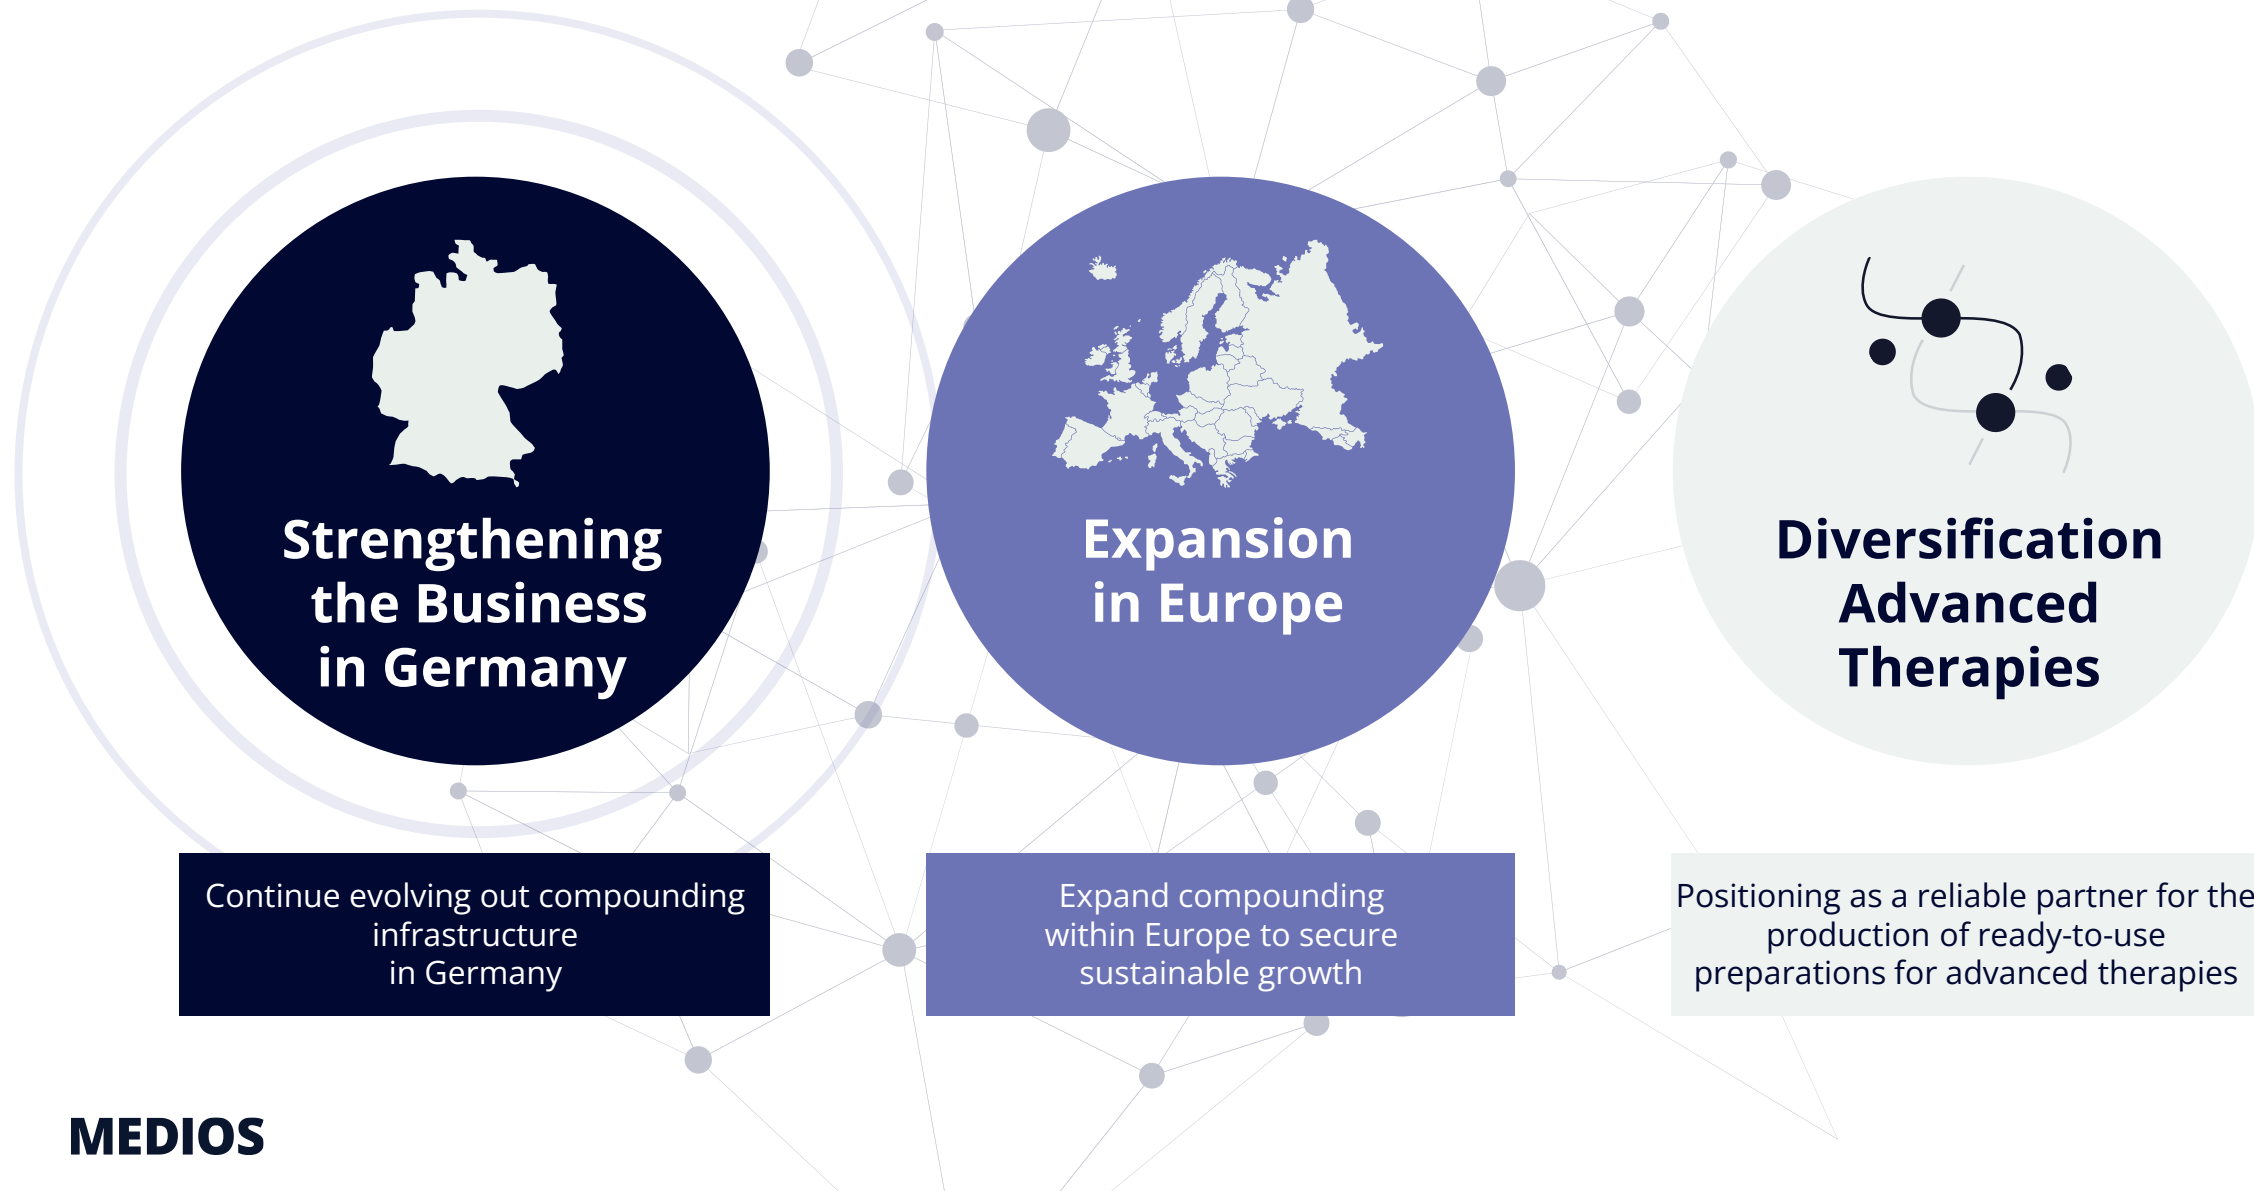 Strengthening
the Business
in Germany
Expansion
in Europe
Diversification
Advanced
Therapies
Continue evolving out compounding
infrastructure
in Germany
Expand compounding
within Europe to secure
sustainable growth
Positioning as a reliable partner for the
production of ready-to-use
preparations for advanced therapies
MEDIOS